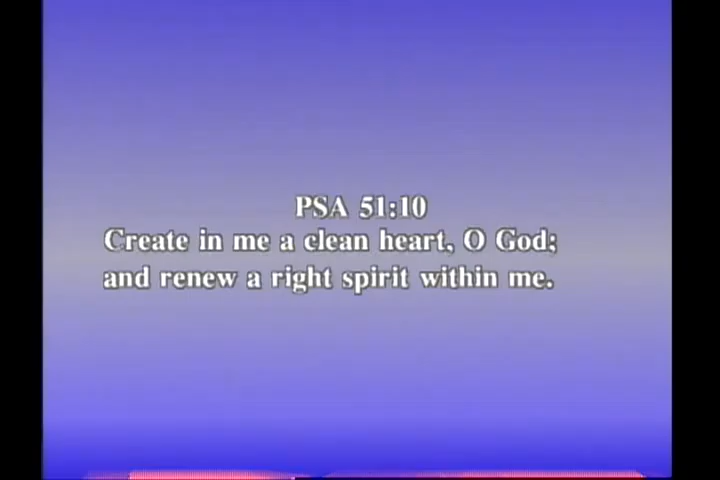 PSA 51:10
Create in me a clean heart, O God;
and renew a right spirit within me.